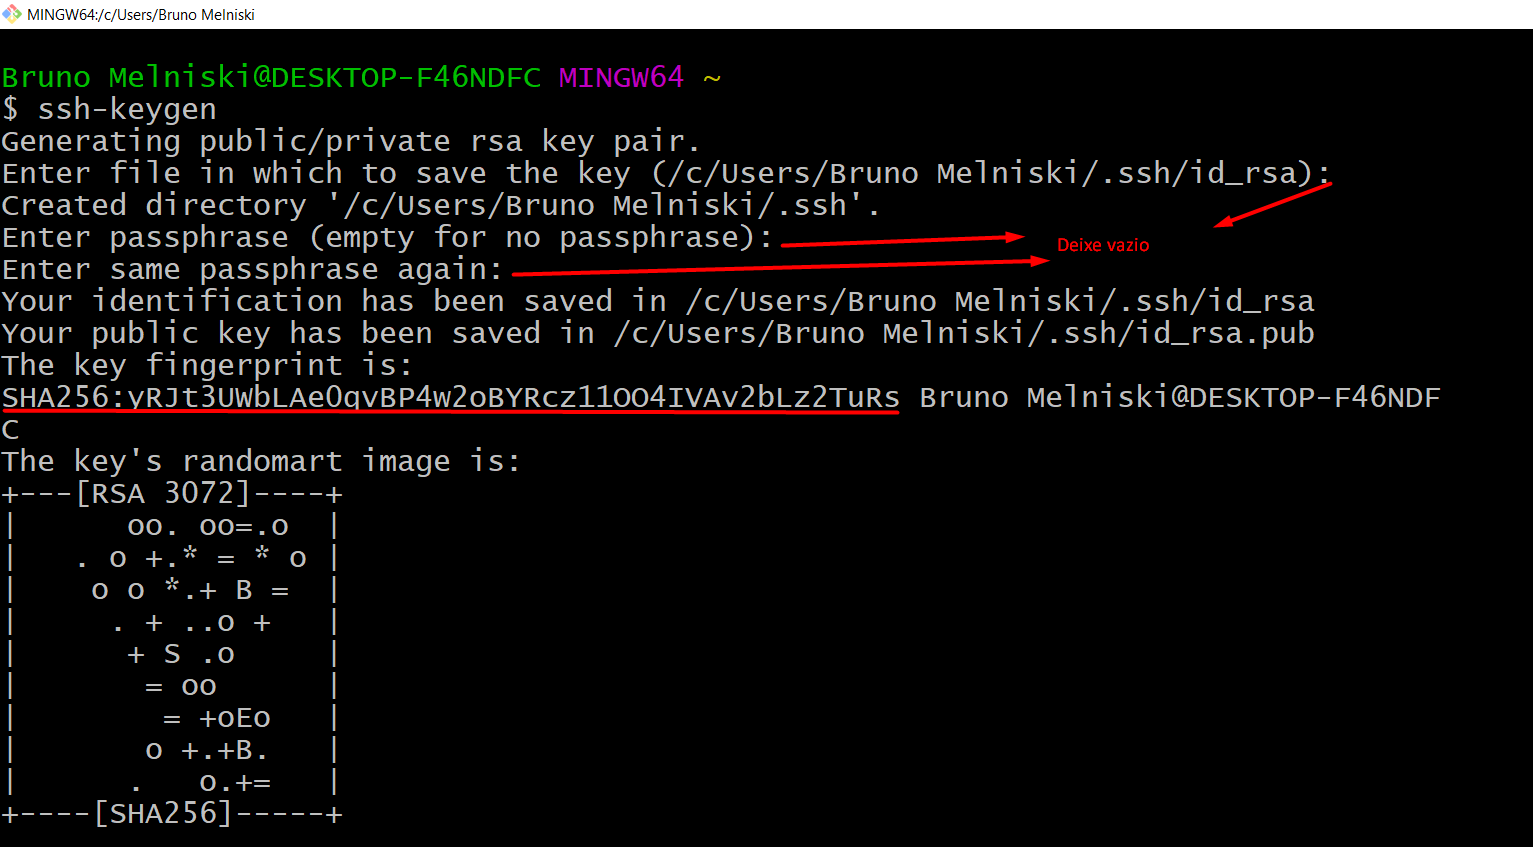 MINGW64:/c/Users/Bruno Melniski
Bruno Melniski@DESKTOP-F46NDFC MINGW64 ~
$ ssh-keygen
Generating public/private rsa key pair.
Enter file in which to save the key (/c/Users/Bruno Melniski/.ssh/id_rsa):
Created directory '/c/Users/Bruno Melniski/.ssh'.
Enter passphrase (empty for no passphrase):
Deixe vazio
Enter same passphrase again:
Your identification has been saved in /c/Users/Bruno Melniski/.ssh/id_rsa
Your public key has been saved in /c/Users/Bruno Melniski/.ssh/id_rsa.pub
The key fingerprint is:
SHA256:yRJt3UWbLAeOqvBP4w2oBYRcz11OO4IVAv2bLz2TuRs Bruno Melniski@DESKTOP-F46NDF
C
The key's randomart image is:
+---[RSA 3072]----+
|      oo. oo=.o  |
|   . o +.* = * o |
|    o o *.+ B =  |
|     . + ..o +   |
|      + S .o     |
|       = oo      |
|        = +oEo   |
|       o +.+B.   |
|      .   o.+=   |
+----[SHA256]-----+